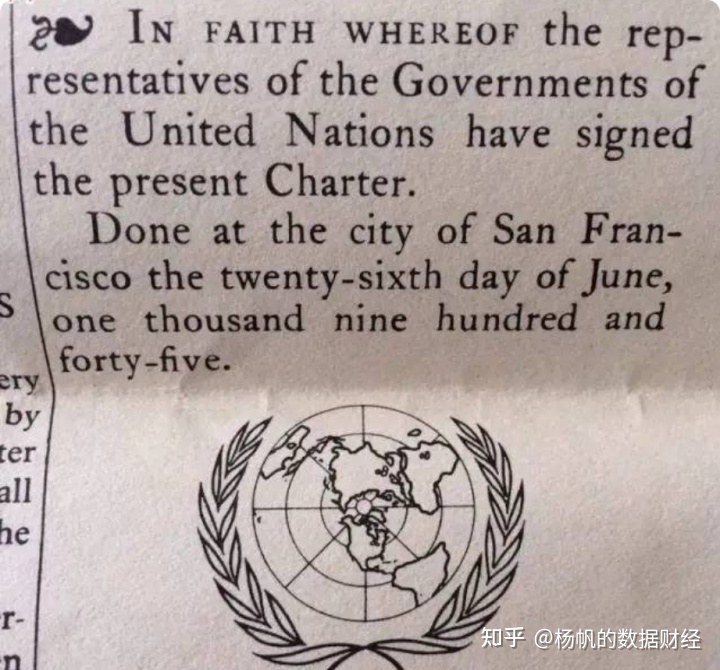 IN FAITH WHEREOF the rep-
resentatives of the Governments of
the United Nations have signed
the present Charter.
Done at the city of San Fran-
cisco the twenty-sixth day of June,
one thousand nine hundred and
forty-five.
S
ery
by
ter
all
he
r-
en
知乎 @杨帆的数据财经